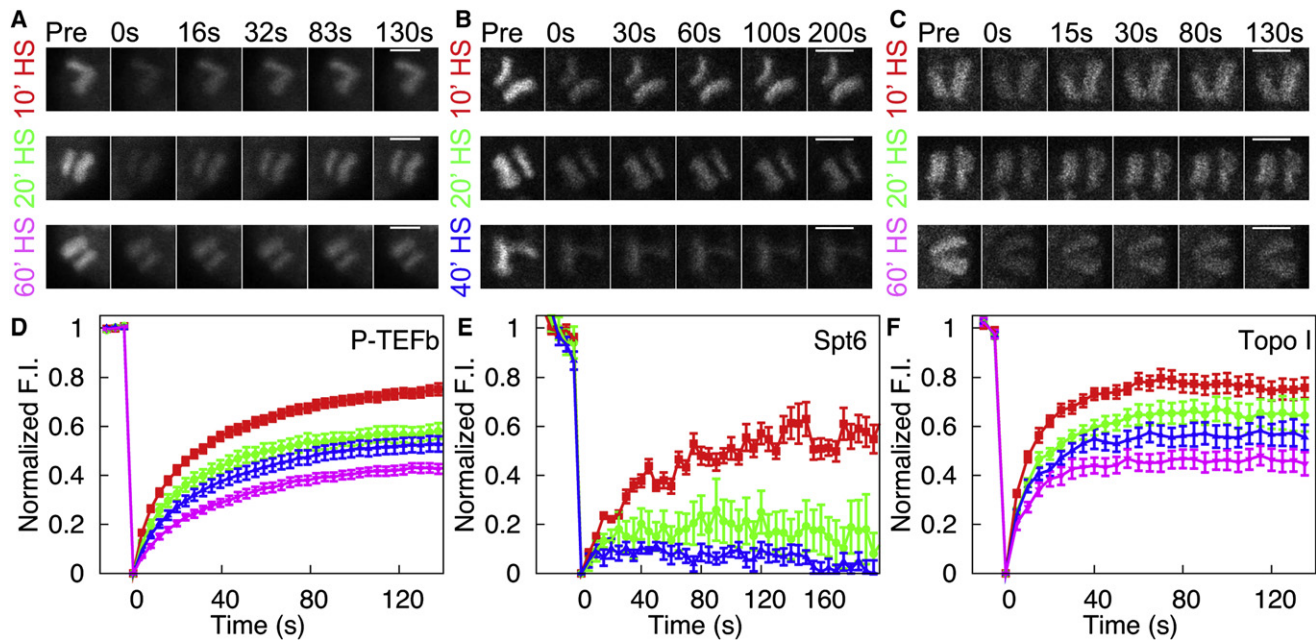 A Pre 0s 16s 32s 83s 130s
10' HS
20' HS
60' HS
B Pre 0s 30s 60s 100s 200s
10' HS
20' HS
40' HS
C Pre 0s 15s 30s 80s 130s
10' HS
20' HS
60' HS
D P-TEFb
Normalized F.I.
1
0.8
0.6
0.4
0.2
0
0 40 80 120
Time (s)
E Spt6
Normalized F.I.
1
0.8
0.6
0.4
0.2
0
0 40 80 120 160
Time (s)
F Topo I
Normalized F.I.
1
0.8
0.6
0.4
0.2
0
0 40 80 120
Time (s)